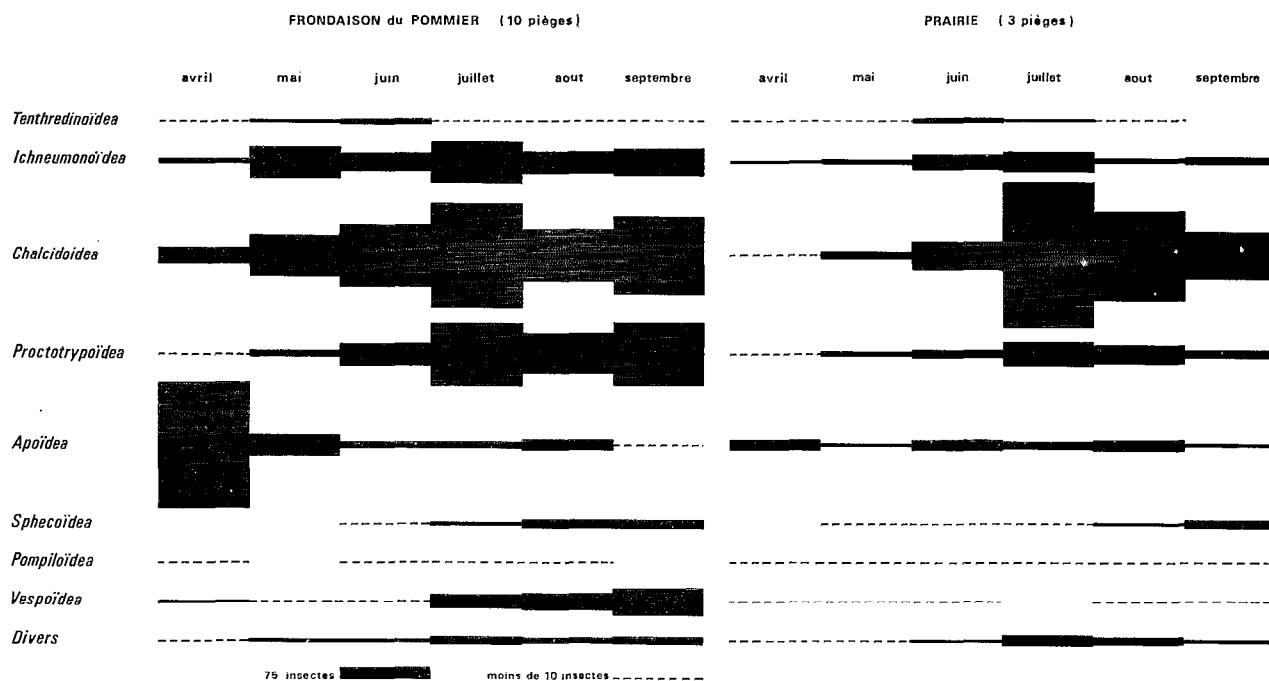 FRONDAISON du POMMIER (10 pièges) PRAIRIE (3 pièges)
avril mai juin juillet aout septembre avril mai juin juillet aout septembre
Tenthredinoïdea
Ichneumonoïdea
Chalcidoidea
Proctotrypoïdea
Apoïdea
Sphecoïdea
Pompiloïdea
Vespoïdea
Divers
75 insectes moins de 10 insectes